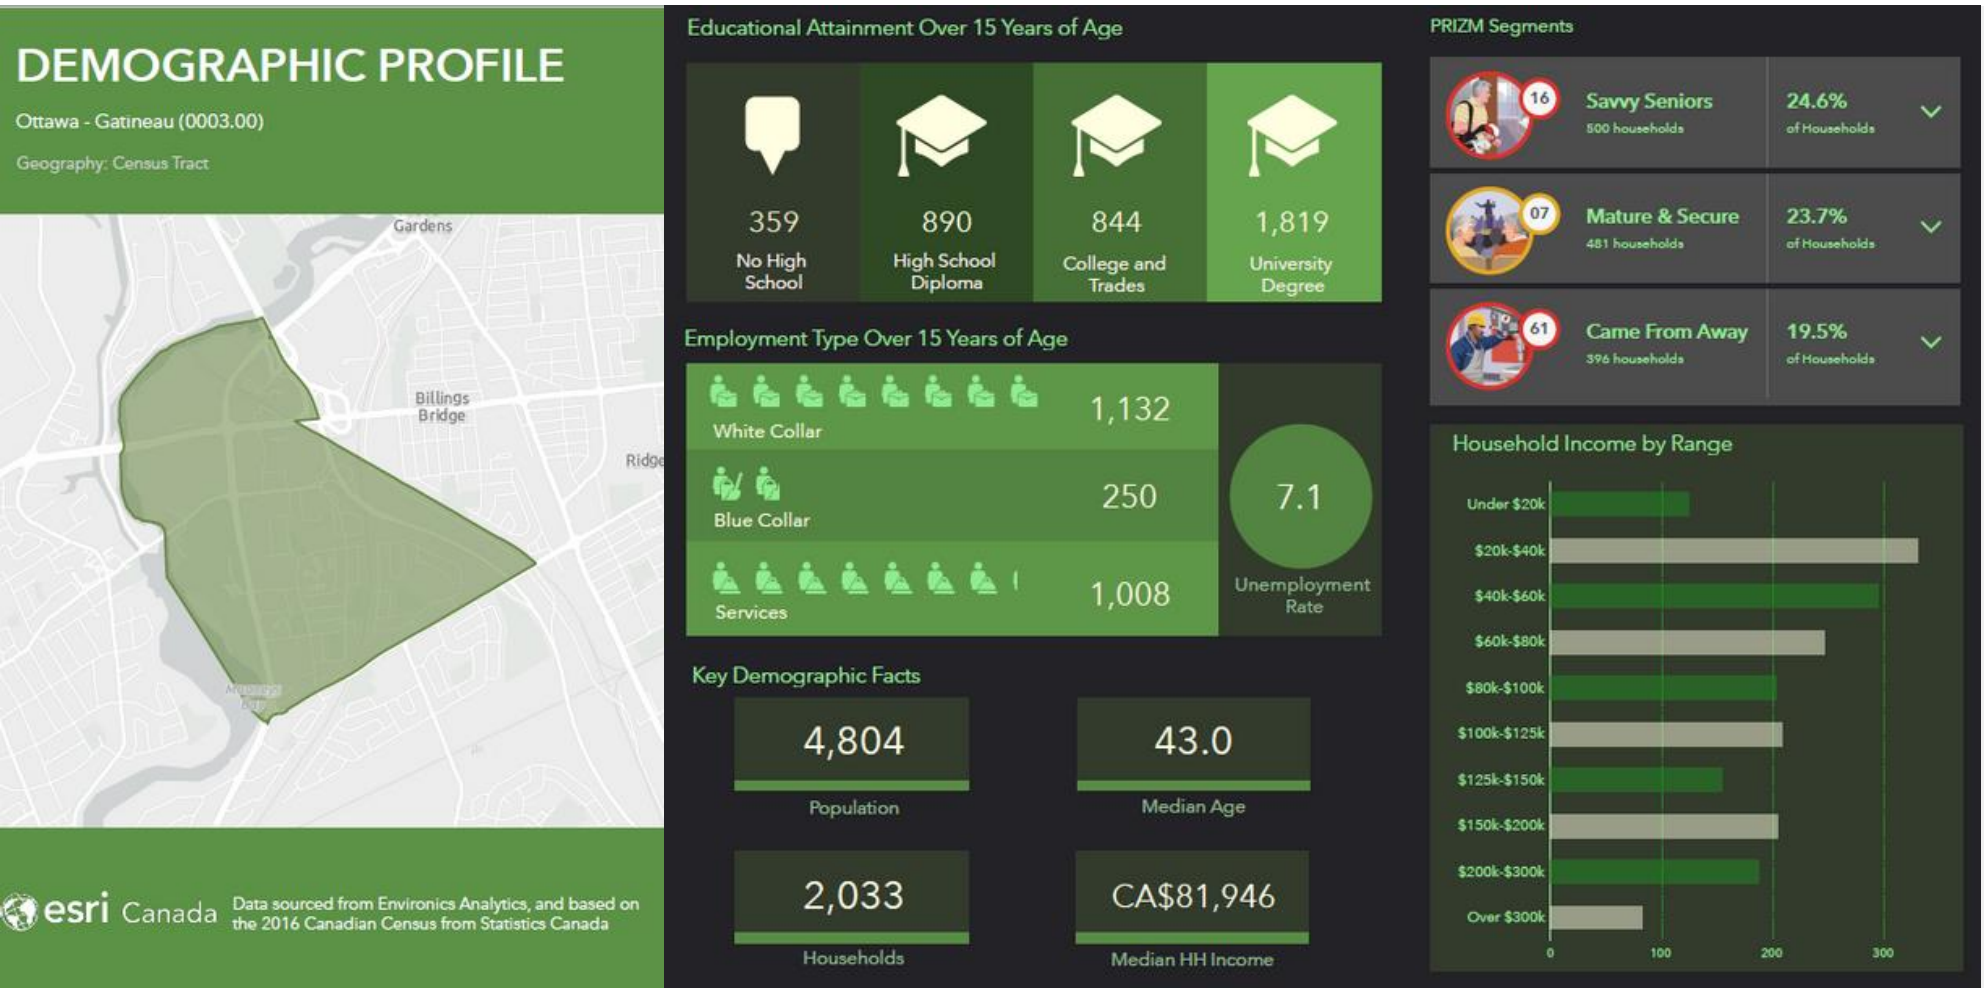 DEMOGRAPHIC PROFILE
Ottawa - Gatineau (0003.00)
Geography: Census Tract
Gardens
Billings
Bridge
Ridge
Mooneys
Bay
esri Canada
Data sourced from Environics Analytics, and based on
the 2016 Canadian Census from Statistics Canada
Educational Attainment Over 15 Years of Age
359
No High
School
890
High School
Diploma
844
College and
Trades
1,819
University
Degree
Employment Type Over 15 Years of Age
White Collar
1,132
Blue Collar
250
Services
1,008
7.1
Unemployment
Rate
Key Demographic Facts
4,804
Population
43.0
Median Age
2,033
Households
CA$81,946
Median HH Income
PRIZM Segments
16
Savvy Seniors
500 households
24.6%
of Households
07
Mature & Secure
481 households
23.7%
of Households
61
Came From Away
396 households
19.5%
of Households
Household Income by Range
Under $20k
$20k-$40k
$40k-$60k
$60k-$80k
$80k-$100k
$100k-$125k
$125k-$150k
$150k-$200k
$200k-$300k
Over $300k
0 100 200 300